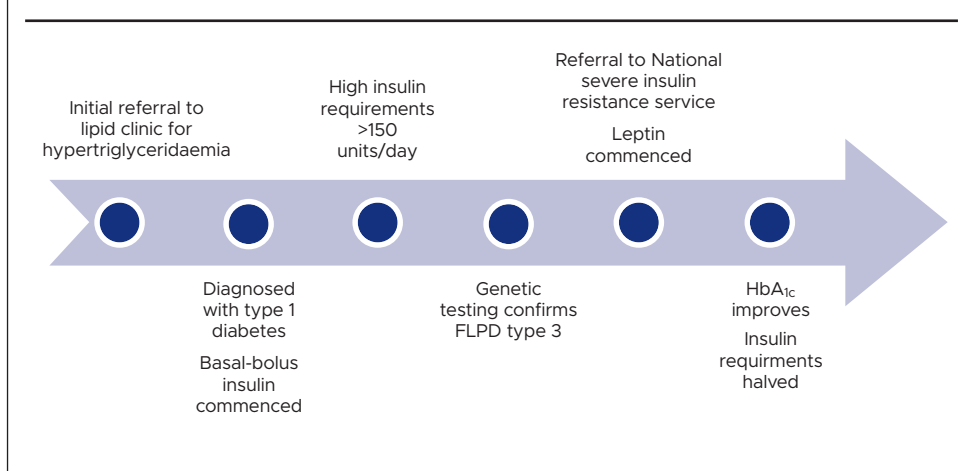 Initial referral to
lipid clinic for
hypertriglyceridaemia
Diagnosed
with type 1
diabetes
Basal-bolus
insulin
commenced
High insulin
requirements
>150
units/day
Genetic
testing confirms
FLPD type 3
Referral to National
severe insulin
resistance service
Leptin
commenced
HbA1c
improves
Insulin
requirments
halved